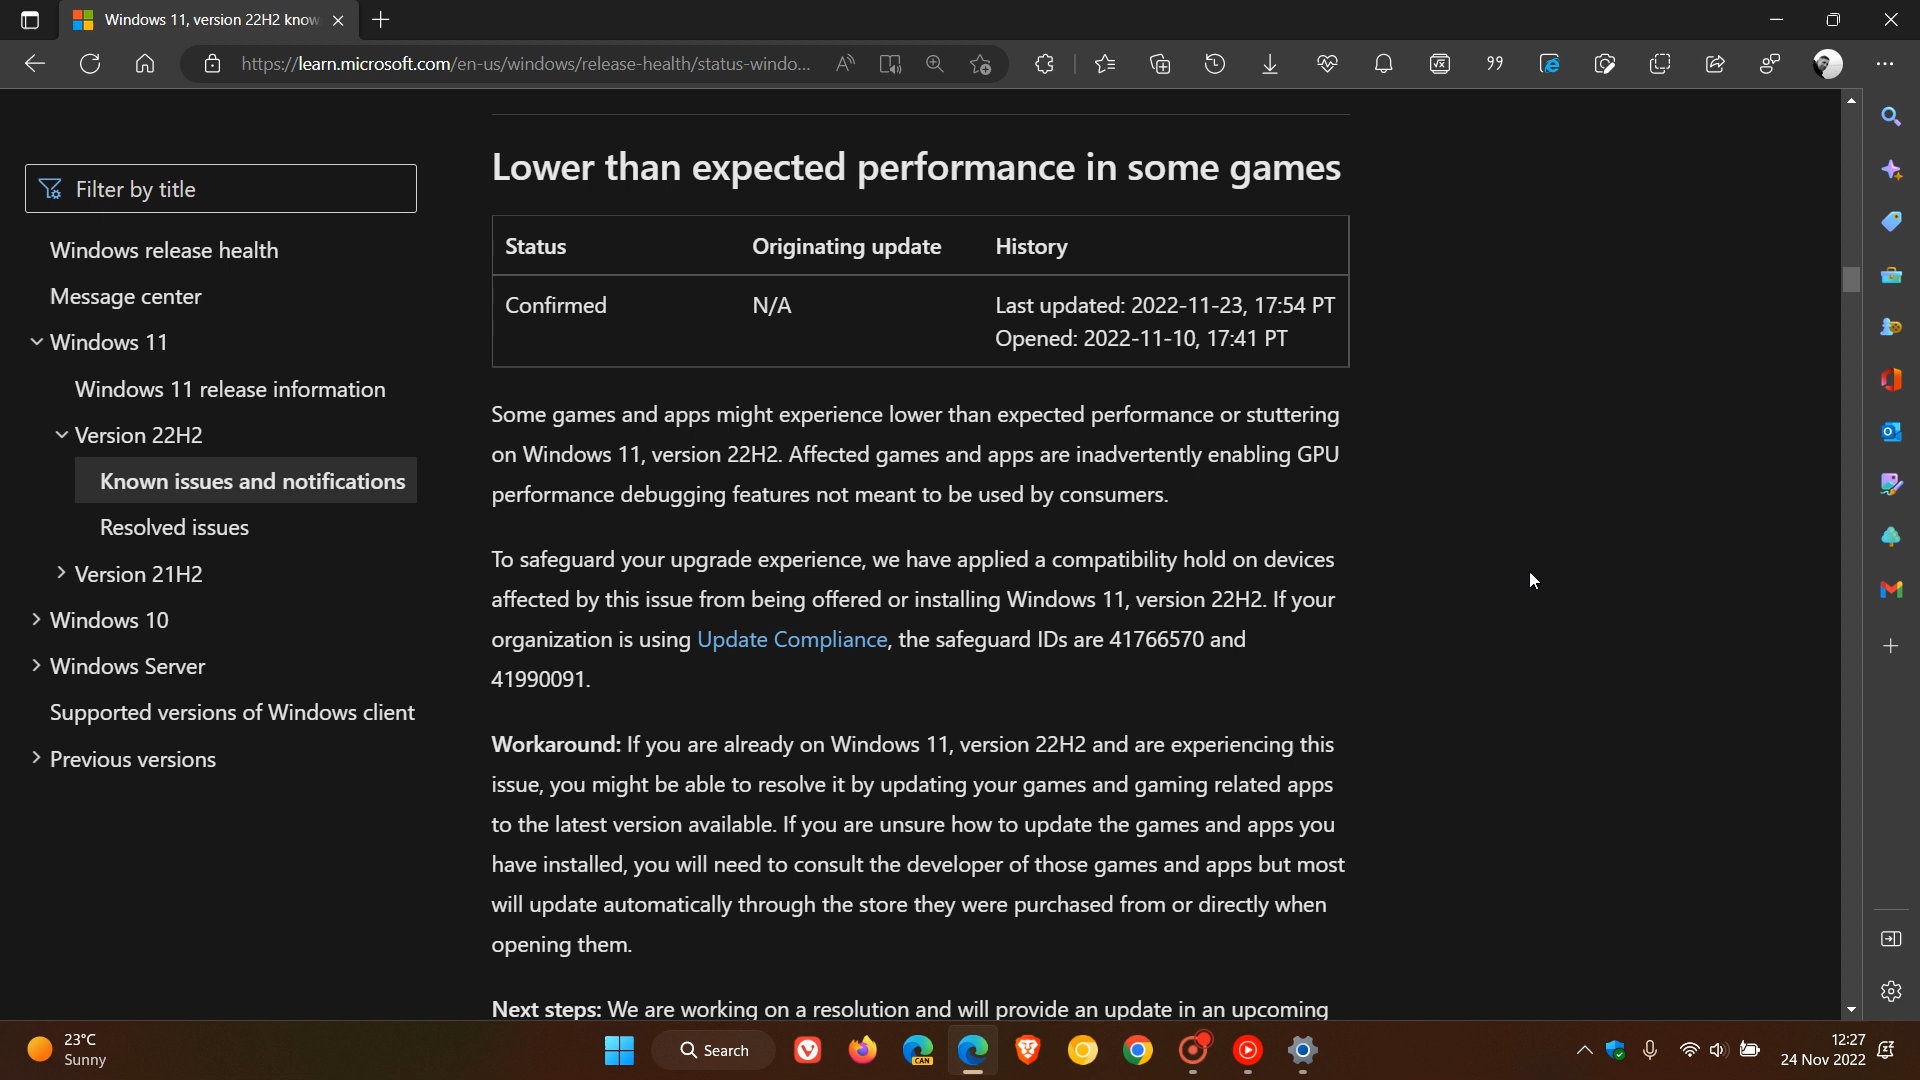 Windows 11, version 22H2 know
https://learn.microsoft.com/en-us/windows/release-health/status-windo...
Filter by title
Windows release health
Message center
Windows 11
Windows 11 release information
Version 22H2
Known issues and notifications
Resolved issues
Version 21H2
Windows 10
Windows Server
Supported versions of Windows client
Previous versions
Lower than expected performance in some games
Status Originating update History
Confirmed N/A Last updated: 2022-11-23, 17:54 PT
Opened: 2022-11-10, 17:41 PT
Some games and apps might experience lower than expected performance or stuttering
on Windows 11, version 22H2. Affected games and apps are inadvertently enabling GPU
performance debugging features not meant to be used by consumers.
To safeguard your upgrade experience, we have applied a compatibility hold on devices
affected by this issue from being offered or installing Windows 11, version 22H2. If your
organization is using Update Compliance, the safeguard IDs are 41766570 and
41990091.
Workaround: If you are already on Windows 11, version 22H2 and are experiencing this
issue, you might be able to resolve it by updating your games and gaming related apps
to the latest version available. If you are unsure how to update the games and apps you
have installed, you will need to consult the developer of those games and apps but most
will update automatically through the store they were purchased from or directly when
opening them.
Next steps: We are working on a resolution and will provide an update in an upcoming
23°C
Sunny
Search
CAN
12:27
24 Nov 2022